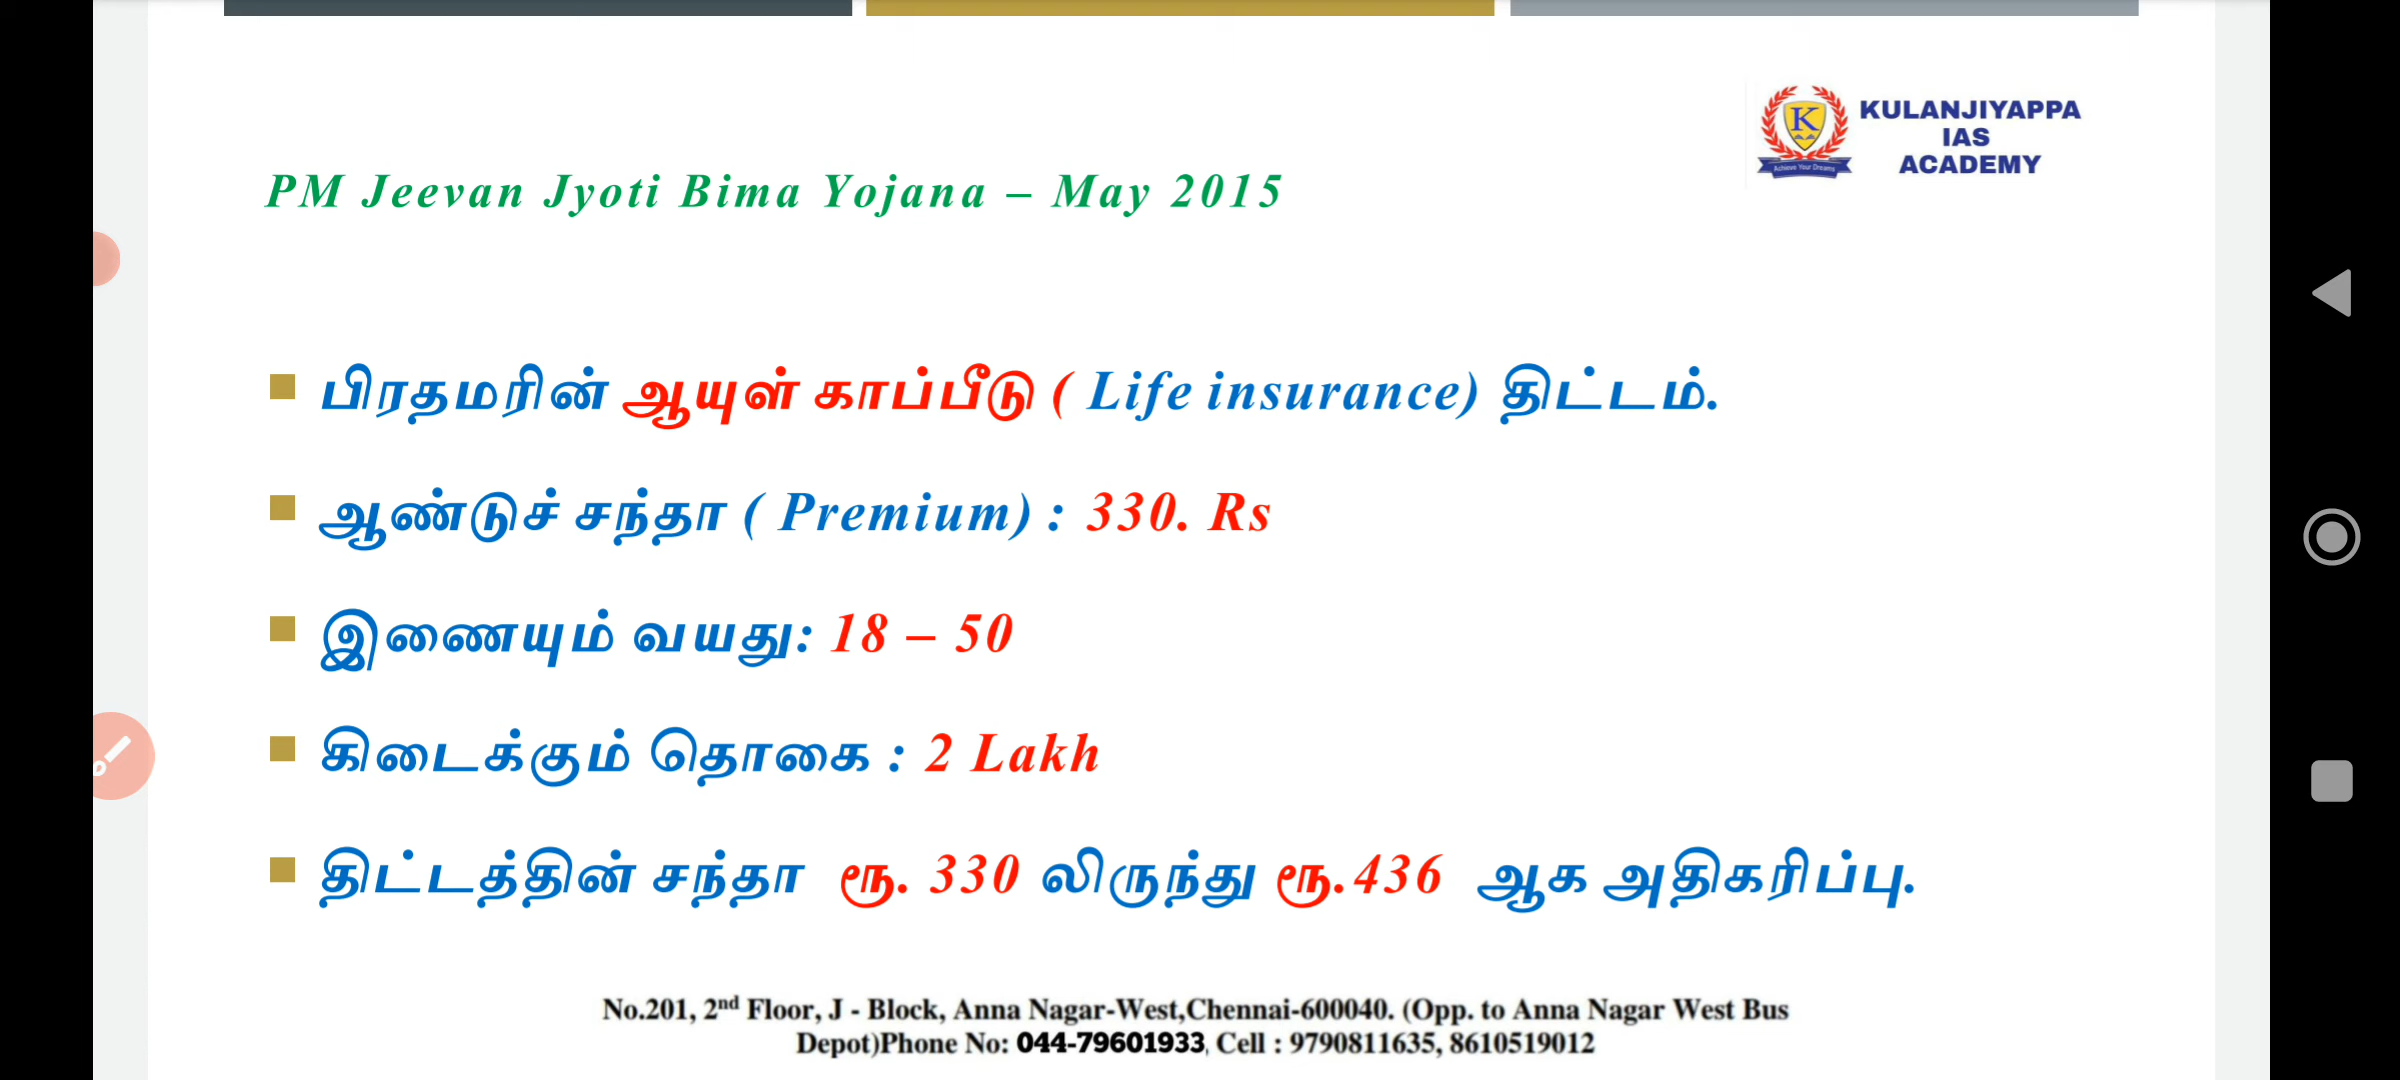 KULANJIYAPPA
IAS
ACADEMY
Achieve Your Dreams
PM Jeevan Jyoti Bima Yojana – May 2015
பிரதமரின் ஆயுள் காப்பீடு ( Life insurance) திட்டம்.
ஆண்டுச் சந்தா ( Premium) : 330. Rs
இணையும் வயது: 18 – 50
கிடைக்கும் தொகை : 2 Lakh
திட்டத்தின் சந்தா ரூ. 330 லிருந்து ரூ.436 ஆக அதிகரிப்பு.
No.201, 2nd Floor, J - Block, Anna Nagar-West,Chennai-600040. (Opp. to Anna Nagar West Bus
Depot)Phone No: 044-79601933, Cell : 9790811635, 8610519012